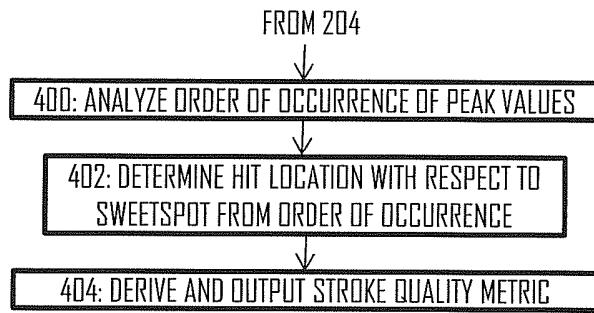 FROM 204
400: ANALYZE ORDER OF OCCURRENCE OF PEAK VALUES
402: DETERMINE HIT LOCATION WITH RESPECT TO
SWEETSPOT FROM ORDER OF OCCURRENCE
404: DERIVE AND OUTPUT STROKE QUALITY METRIC